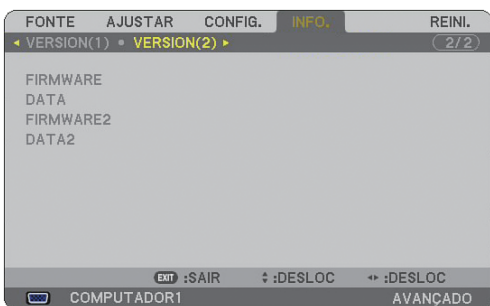 FONTE AJUSTAR CONFIG. INFO. REINI.
VERSION(1) VERSION(2) 2/2
FIRMWARE
DATA
FIRMWARE2
DATA2
EXIT :SAIR :DESLOC :DESLOC
COMPUTADOR1 AVANÇADO